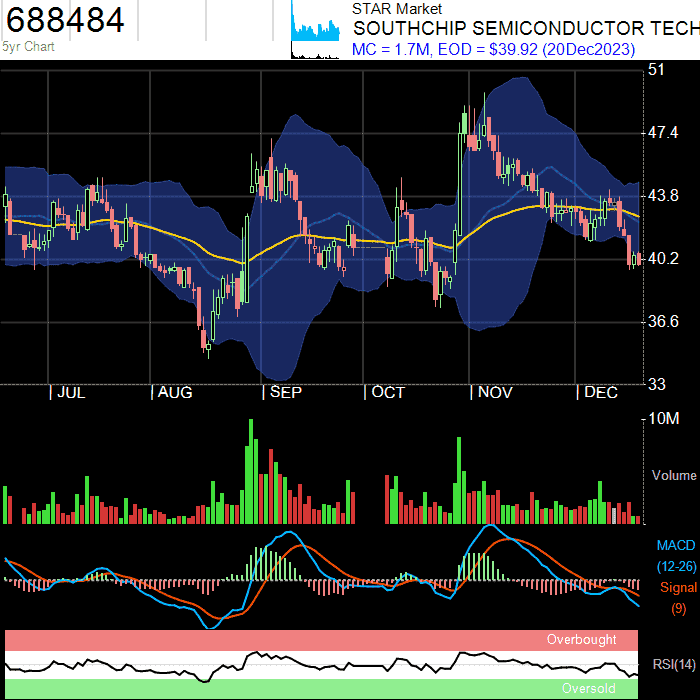 688484
5yr Chart
STAR Market
SOUTHCHIP SEMICONDUCTOR TECH
MC = 1.7M, EOD = $39.92 (20Dec2023)
51
47.4
43.8
40.2
36.6
33
JUL AUG SEP OCT NOV DEC
10M
Volume
MACD
(12-26)
Signal
(9)
Overbought
RSI(14)
Oversold